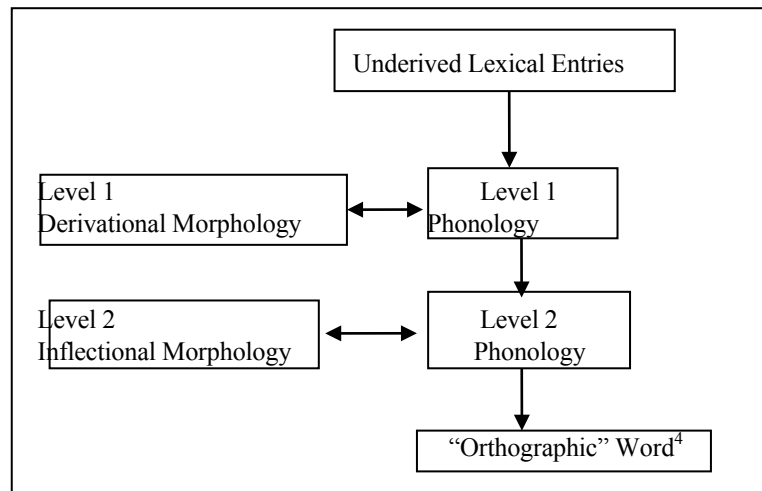 Underived Lexical Entries
Level 1
Derivational Morphology
Level 1
Phonology
Level 2
Inflectional Morphology
Level 2
Phonology
“Orthographic” Word⁴